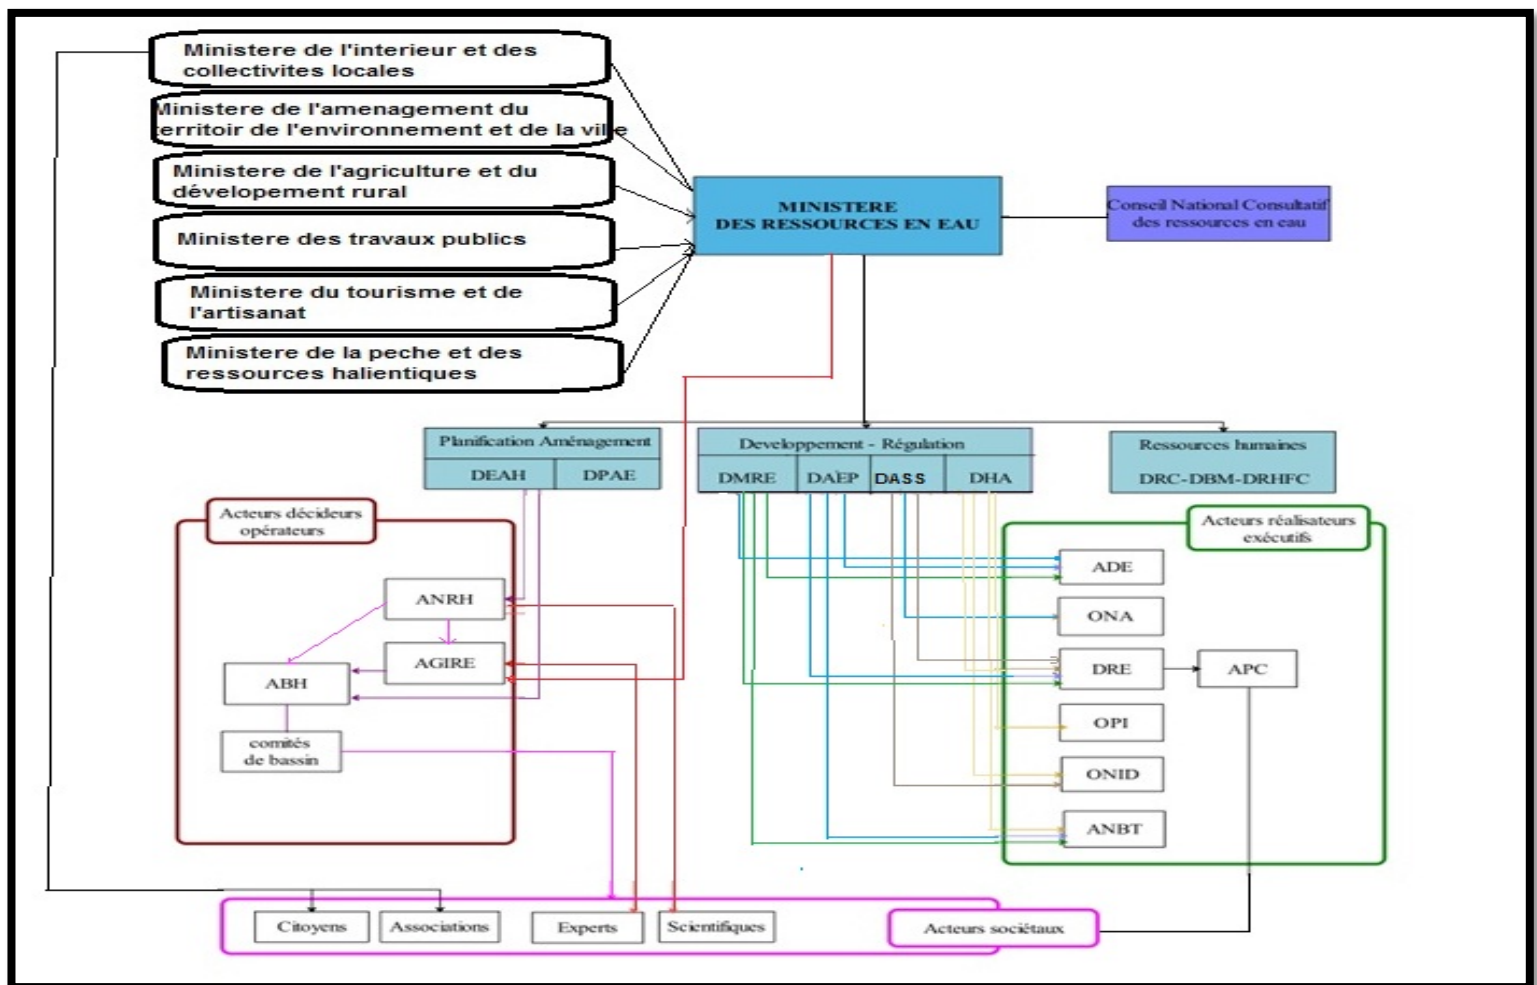 Ministere de l'interieur et des
collectivites locales
Ministere de l'amenagement du
territoir de l'environnement et de la ville
Ministere de l'agriculture et du
dévelopement rural
Ministere des travaux publics
Ministere du tourisme et de
l'artisanat
Ministere de la peche et des
ressources halientiques
MINISTERE
DES RESSOURCES EN EAU
Conseil National Consultatif
des ressources en eau
Planification Aménagement
DEAH
DPAE
Developpement - Régulation
DMRE
DAEP
DASS
DHA
Ressources humaines
DRC-DBM-DRHFC
Acteurs décideurs
opérateurs
ANRH
AGIRE
ABH
comités
de bassin
Acteurs réalisateurs
exécutifs
ADE
ONA
DRE
APC
OPI
ONID
ANBT
Citoyens
Associations
Experts
Scientifiques
Acteurs sociétaux